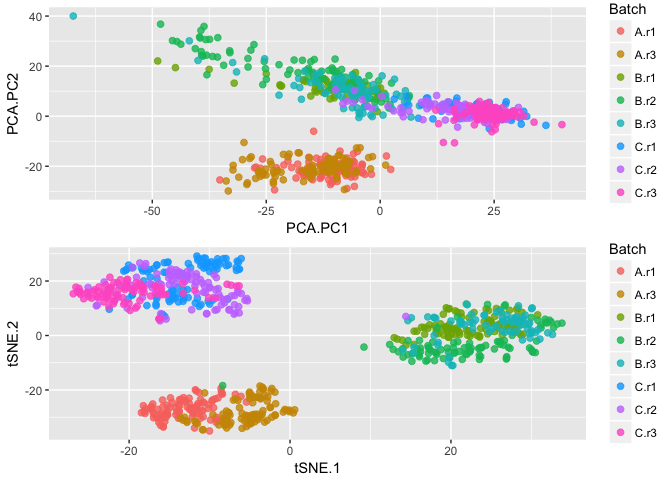 40
20
0
-20
PCA.PC2
-50
-25
0
25
PCA.PC1
Batch
A.r1
A.r3
B.r1
B.r2
B.r3
C.r1
C.r2
C.r3
20
0
-20
tSNE.2
-20
0
20
tSNE.1
Batch
A.r1
A.r3
B.r1
B.r2
B.r3
C.r1
C.r2
C.r3